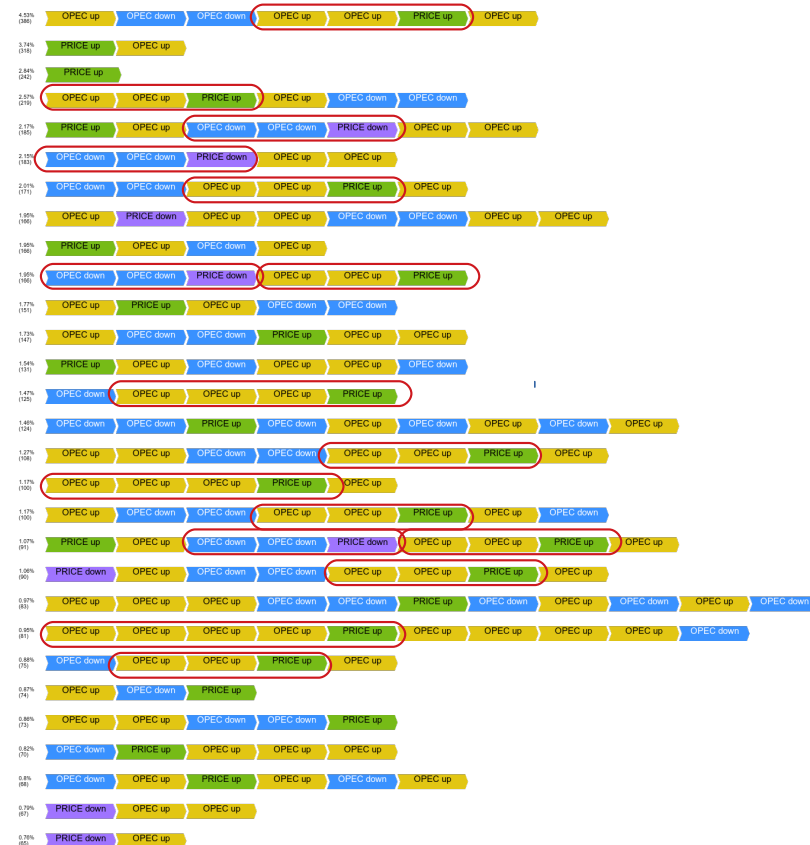 4.53% OPEC up OPEC down OPEC down OPEC up OPEC up PRICE up OPEC up
(386)
3.74% PRICE up OPEC up
(318)
2.84% PRICE up
(242)
2.57% OPEC up OPEC up PRICE up OPEC up OPEC down OPEC down
(219)
2.17% PRICE up OPEC up OPEC down OPEC down PRICE down OPEC up OPEC up
(185)
2.15% OPEC down OPEC down PRICE down OPEC up OPEC up
(183)
2.01% OPEC down OPEC down OPEC up OPEC up PRICE up OPEC up
(171)
1.95% OPEC up PRICE down OPEC up OPEC up OPEC down OPEC down OPEC up OPEC up
(166)
1.95% PRICE up OPEC up OPEC down OPEC up
(166)
1.95% OPEC down OPEC down PRICE down OPEC up OPEC up PRICE up
(166)
1.77% OPEC up PRICE up OPEC up OPEC down OPEC down
(151)
1.73% OPEC up OPEC down OPEC down PRICE up OPEC up OPEC up
(147)
1.54% PRICE up OPEC up OPEC down OPEC up OPEC up OPEC down
(131)
1.47% OPEC down OPEC up OPEC up OPEC up PRICE up
(125)
1.46% OPEC down OPEC down PRICE up OPEC down OPEC up OPEC down OPEC up OPEC down OPEC up
(124)
1.27% OPEC up OPEC up OPEC down OPEC down OPEC up OPEC up PRICE up OPEC up
(108)
1.17% OPEC up OPEC up OPEC up PRICE up OPEC up
(100)
1.17% OPEC up OPEC down OPEC down OPEC up OPEC up PRICE up OPEC up OPEC down
(100)
1.07% PRICE up OPEC up OPEC down OPEC down PRICE down OPEC up OPEC up PRICE up OPEC up
(91)
1.06% PRICE down OPEC up OPEC down OPEC down OPEC up OPEC up PRICE up OPEC up
(90)
0.97% OPEC up OPEC up OPEC up OPEC down OPEC down PRICE up OPEC down OPEC up OPEC down OPEC up OPEC down
(83)
0.95% OPEC up OPEC up OPEC up OPEC up PRICE up OPEC up OPEC up OPEC up OPEC up OPEC down
(81)
0.88% OPEC down OPEC up OPEC up PRICE up OPEC up
(75)
0.87% OPEC up OPEC down PRICE up
(74)
0.86% OPEC up OPEC up OPEC down OPEC down PRICE up
(73)
0.82% OPEC down PRICE up OPEC up OPEC up OPEC up
(70)
0.8% OPEC down OPEC up PRICE up OPEC up OPEC down OPEC up
(68)
0.79% PRICE down OPEC up OPEC up
(67)
0.76% PRICE down OPEC up
(65)